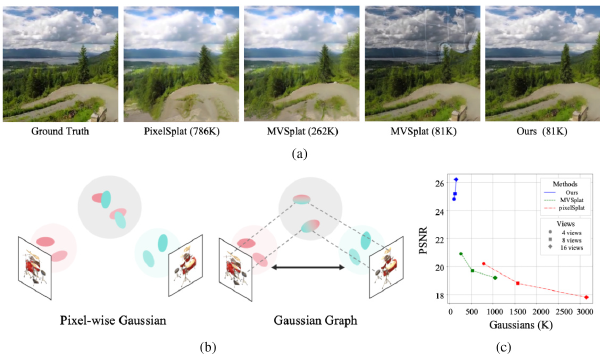 Ground Truth
PixelSplat (786K)
MVSplat (262K)
MVSplat (81K)
Ours (81K)
(a)
Pixel-wise Gaussian
Gaussian Graph
(b)
PSNR
26
24
22
20
18
0
500
1000
1500
2000
2500
3000
Gaussians (K)
Methods
Ours
MVSplat
pixelSplat
Views
4 views
8 views
16 views
(c)